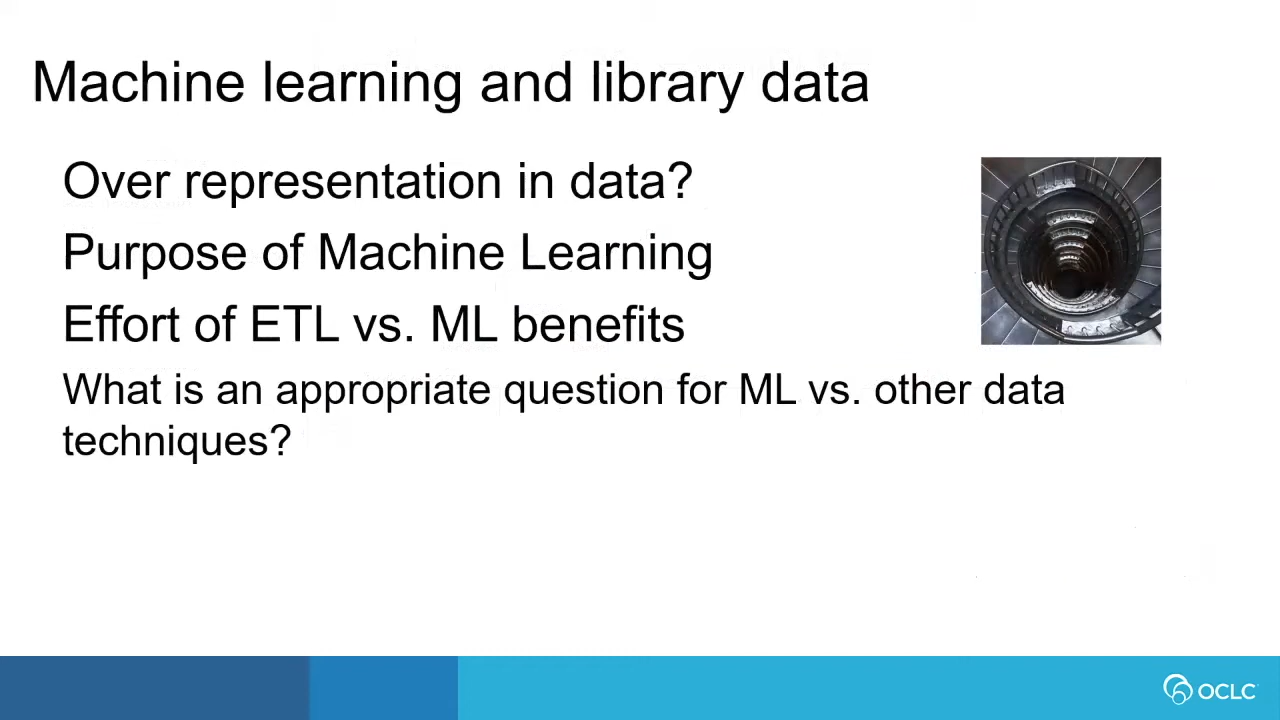 Machine learning and library data
Over representation in data?
Purpose of Machine Learning
Effort of ETL vs. ML benefits
What is an appropriate question for ML vs. other data
techniques?
OCLC